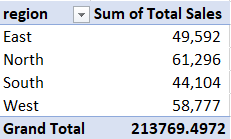 region Sum of Total Sales
East 49,592
North 61,296
South 44,104
West 58,777
Grand Total 213769.4972